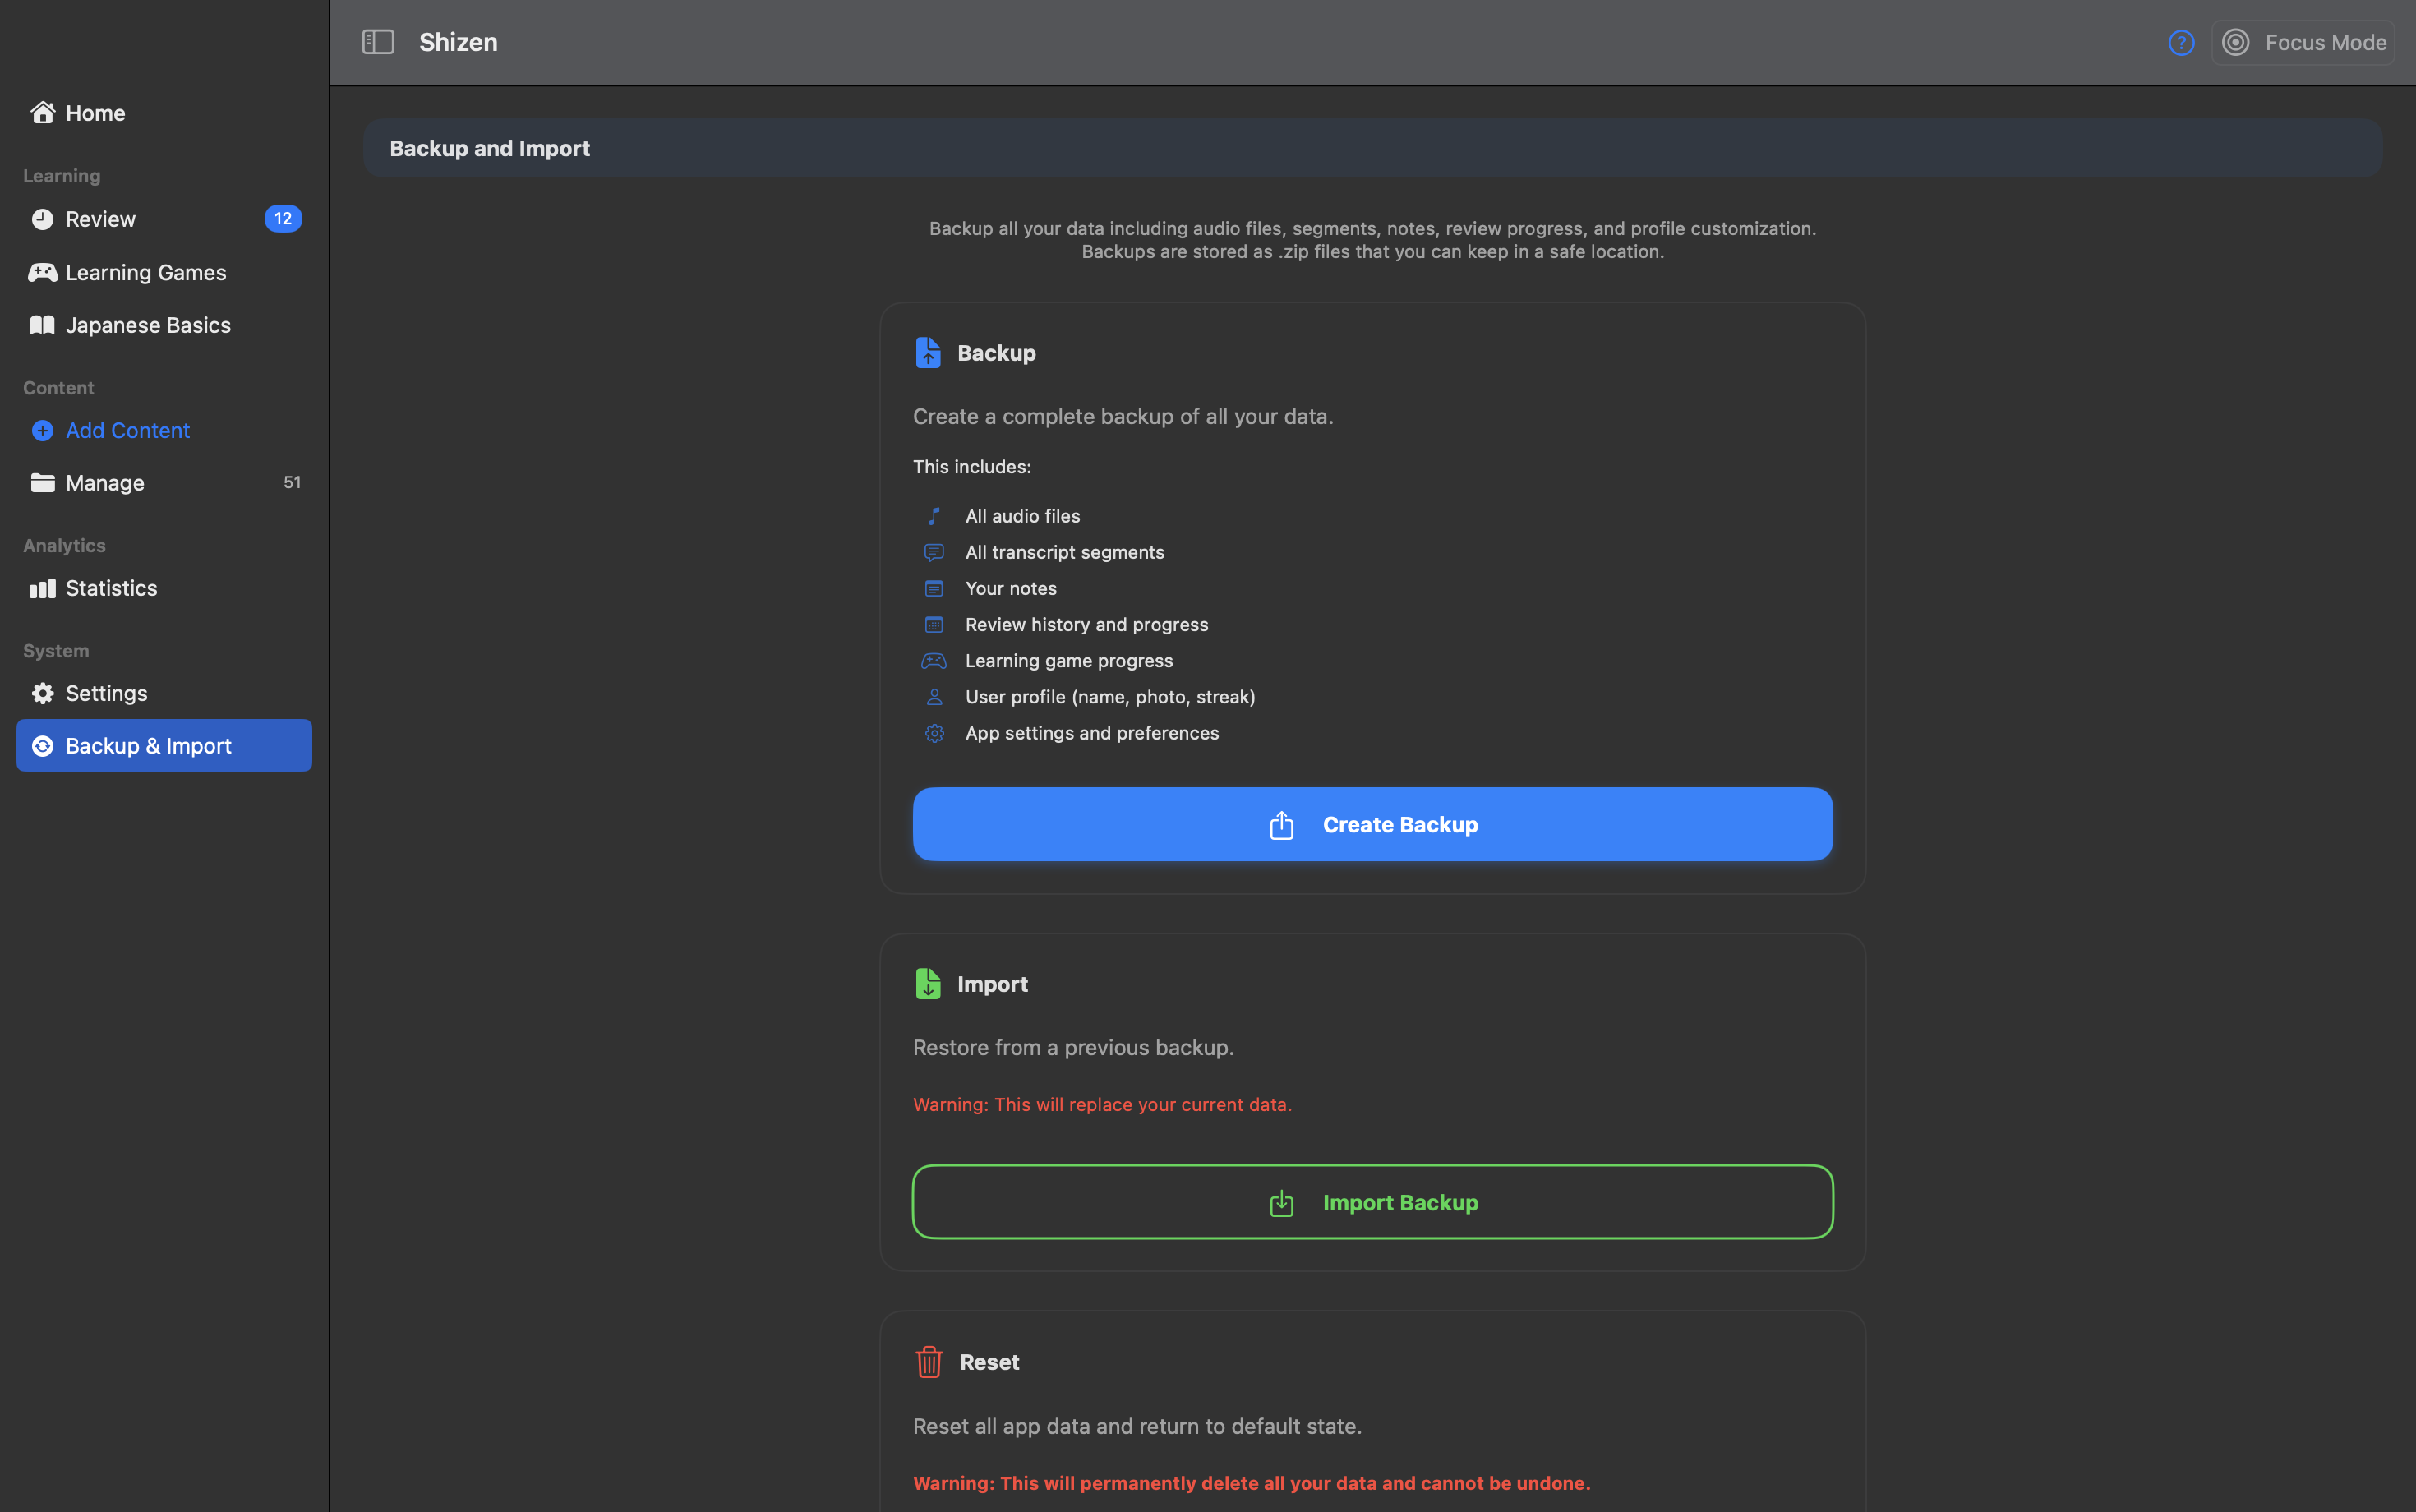 Shizen
Focus Mode
Home
Learning
Review
12
Learning Games
Japanese Basics
Content
Add Content
Manage
51
Analytics
Statistics
System
Settings
Backup & Import
Backup and Import
Backup all your data including audio files, segments, notes, review progress, and profile customization.
Backups are stored as .zip files that you can keep in a safe location.
Backup
Create a complete backup of all your data.
This includes:
All audio files
All transcript segments
Your notes
Review history and progress
Learning game progress
User profile (name, photo, streak)
App settings and preferences
Create Backup
Import
Restore from a previous backup.
Warning: This will replace your current data.
Import Backup
Reset
Reset all app data and return to default state.
Warning: This will permanently delete all your data and cannot be undone.